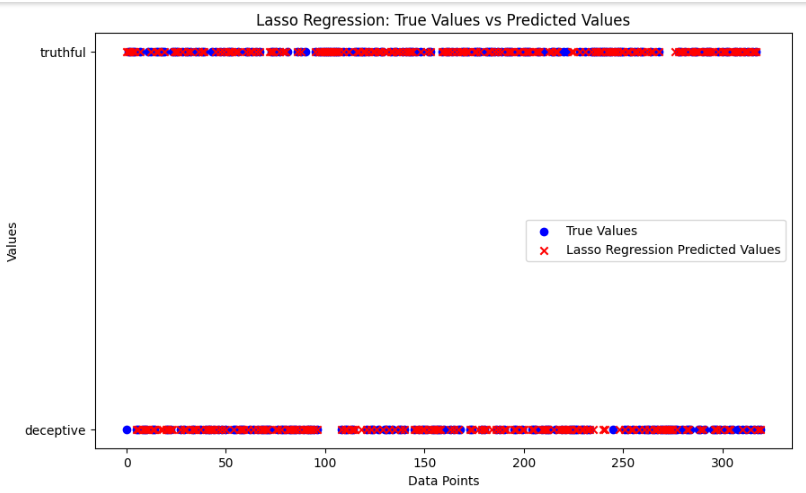 Lasso Regression: True Values vs Predicted Values
truthful
Values
True Values
Lasso Regression Predicted Values
deceptive
0 50 100 150 200 250 300
Data Points